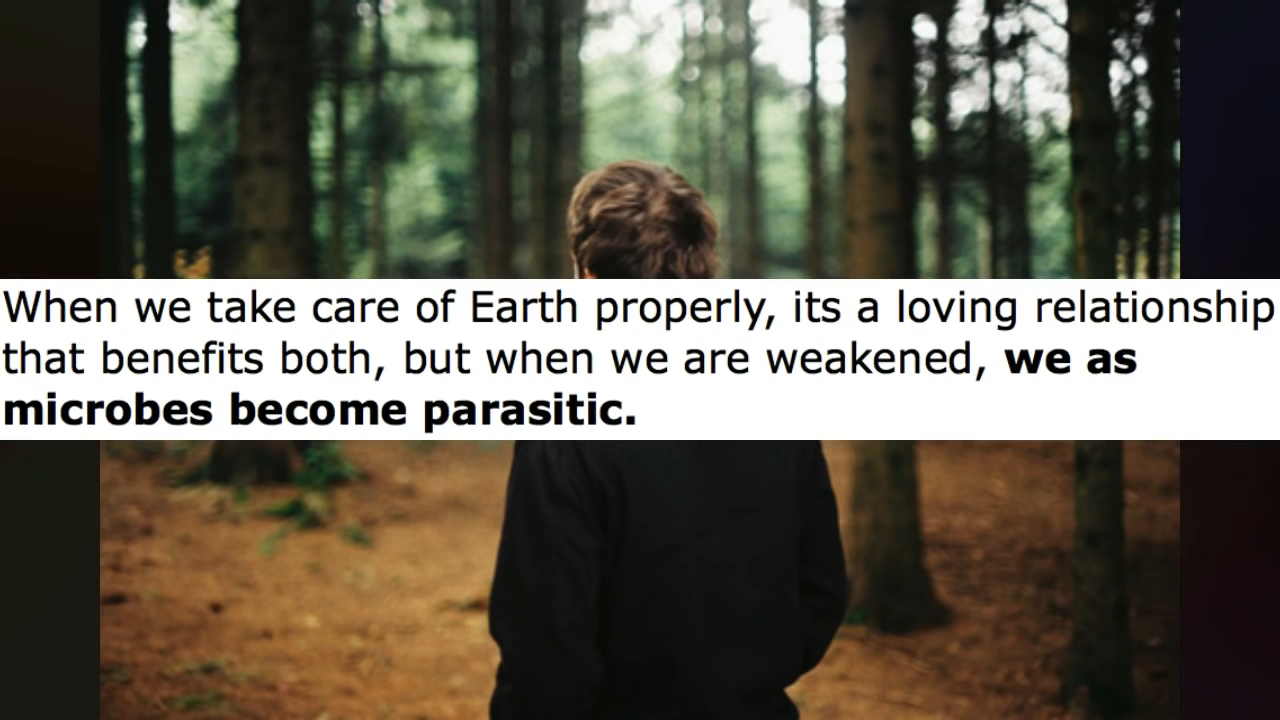 When we take care of Earth properly, its a loving relationship
that benefits both, but when we are weakened, we as
microbes become parasitic.